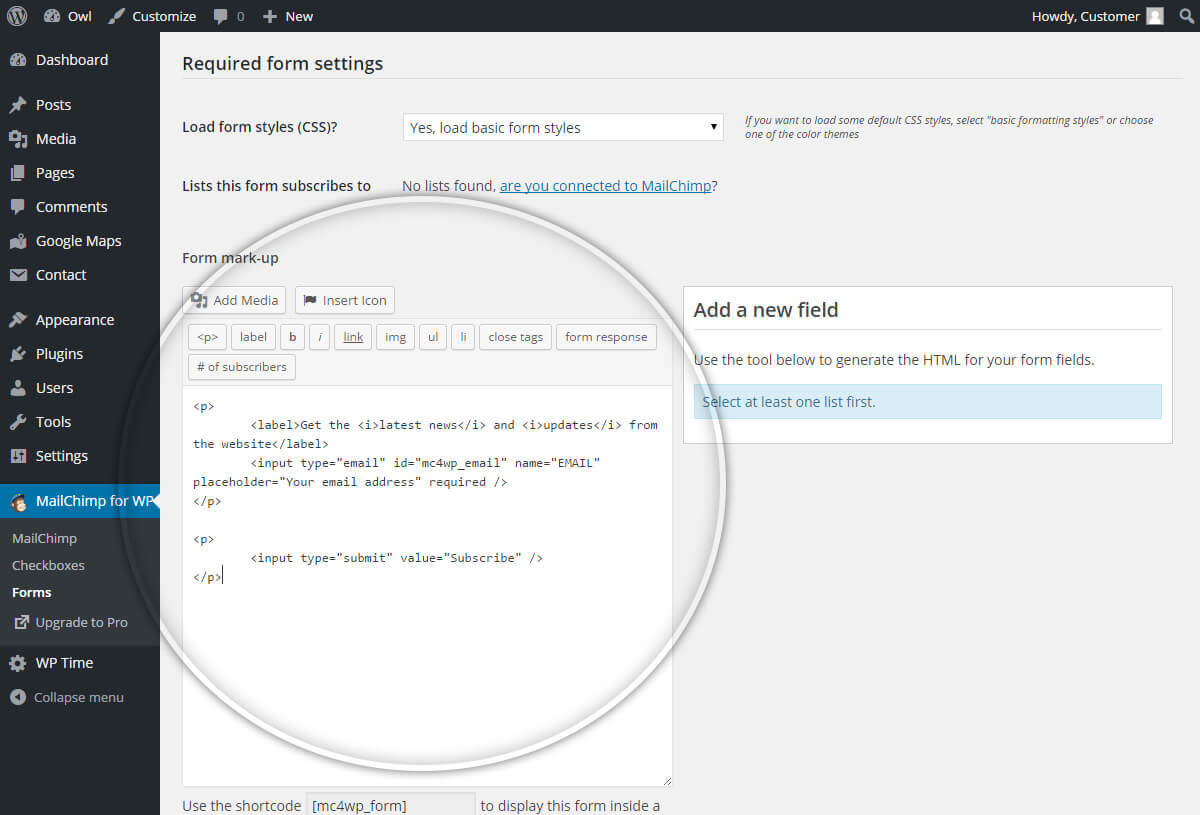 Owl Customize 0 New Howdy, Customer
Dashboard
Posts
Media
Pages
Comments
Google Maps
Contact
Appearance
Plugins
Users
Tools
Settings
MailChimp for WP
MailChimp
Checkboxes
Forms
Upgrade to Pro
WP Time
Collapse menu
Required form settings
Load form styles (CSS)? Yes, load basic form styles
If you want to load some default CSS styles, select "basic formatting styles" or choose
one of the color themes
Lists this form subscribes to No lists found, are you connected to MailChimp?
Form mark-up
Add Media Insert Icon
<p> label b i link img ul li close tags form response
# of subscribers
<p>
<label>Get the <i>latest news</i> and <i>updates</i> from
the website</label>
<input type="email" id="mc4wp_email" name="EMAIL"
placeholder="Your email address" required />
</p>
<p>
<input type="submit" value="Subscribe" />
</p>
Add a new field
Use the tool below to generate the HTML for your form fields.
Select at least one list first.
Use the shortcode [mc4wp_form] to display this form inside a